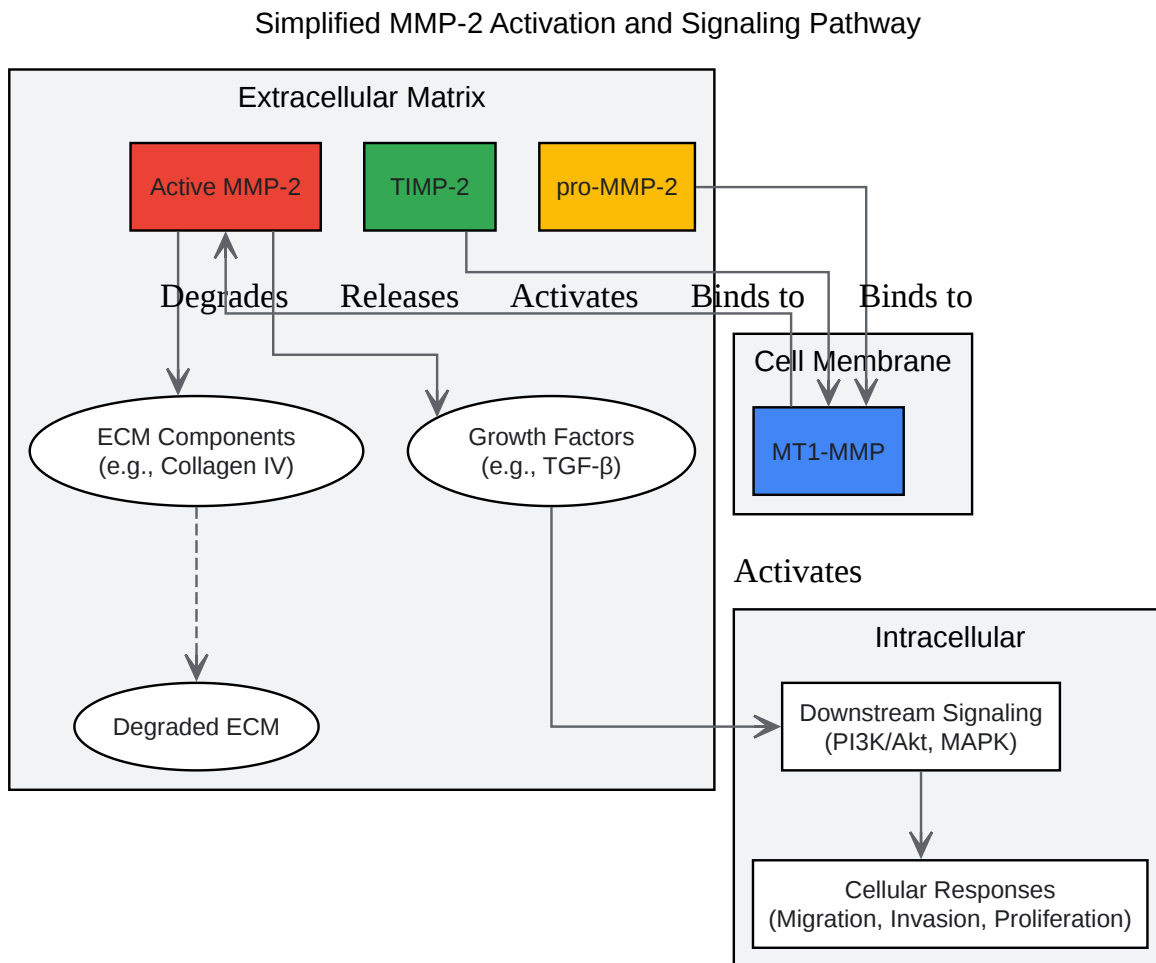 Simplified MMP-2 Activation and Signaling Pathway
Extracellular Matrix
Active MMP-2
TIMP-2
pro-MMP-2
Degrades
Releases
Activates
Binds to
Binds to
Cell Membrane
MT1-MMP
ECM Components
(e.g., Collagen IV)
Growth Factors
(e.g., TGF-β)
Activates
Intracellular
Degraded ECM
Downstream Signaling
(PI3K/Akt, MAPK)
Cellular Responses
(Migration, Invasion, Proliferation)